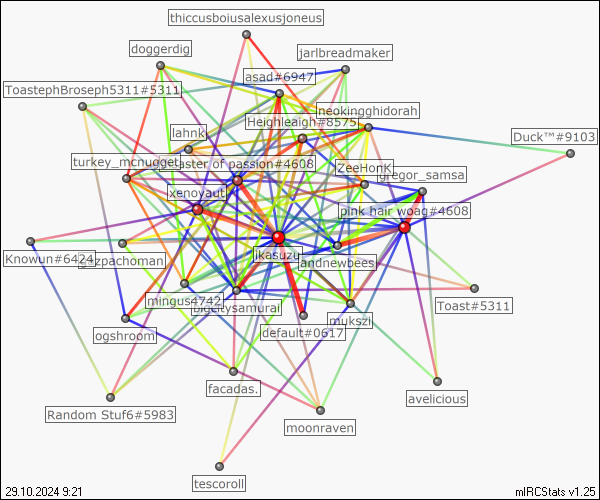 thiccusboiusalexusjoneus
doggerdig
jarlbreadmaker
asad#6947
ToastephBroseph5311#5311
neokingghidorah
Heighleaigh#8575
lahnk
Duck™#9103
turkey_mcnugget
aster of passion#4608
ZeeHonK
gregor_samsa
xenoyaut
pink hair woag#4608
ikasuzu
Knowun#6424
zpachoman
andnewbees
mingus4742
bigcitysamurai
Toast#5311
mukszi
default#0617
ogshroom
facadas.
avelicious
Random Stuf6#5983
moonraven
tescoroll
29.10.2024 9:21
mIRCStats v1.25